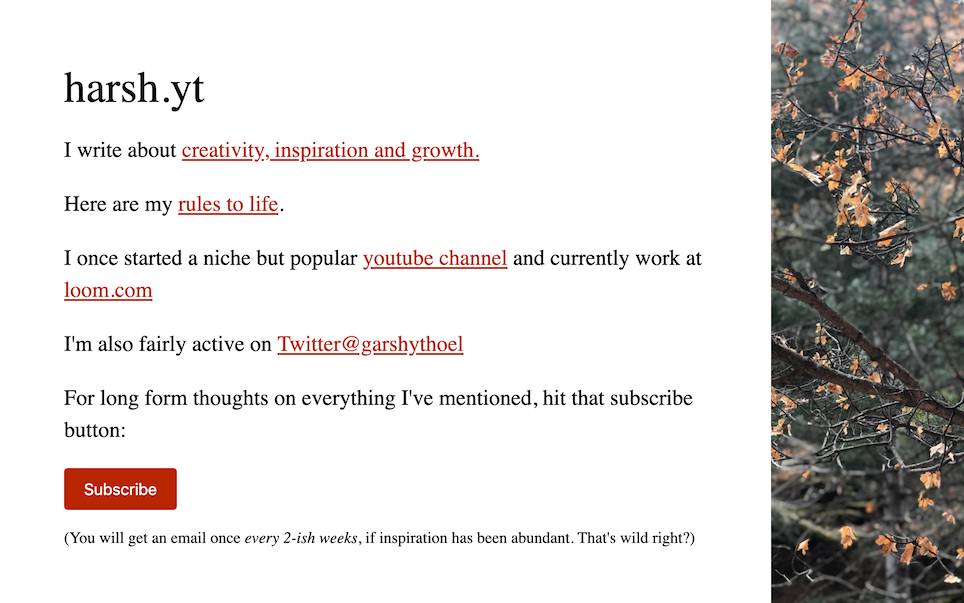 harsh.yt
I write about creativity, inspiration and growth.
Here are my rules to life.
I once started a niche but popular youtube channel and currently work at
loom.com
I'm also fairly active on Twitter@garshythoel
For long form thoughts on everything I've mentioned, hit that subscribe
button:
Subscribe
(You will get an email once every 2-ish weeks, if inspiration has been abundant. That's wild right?)